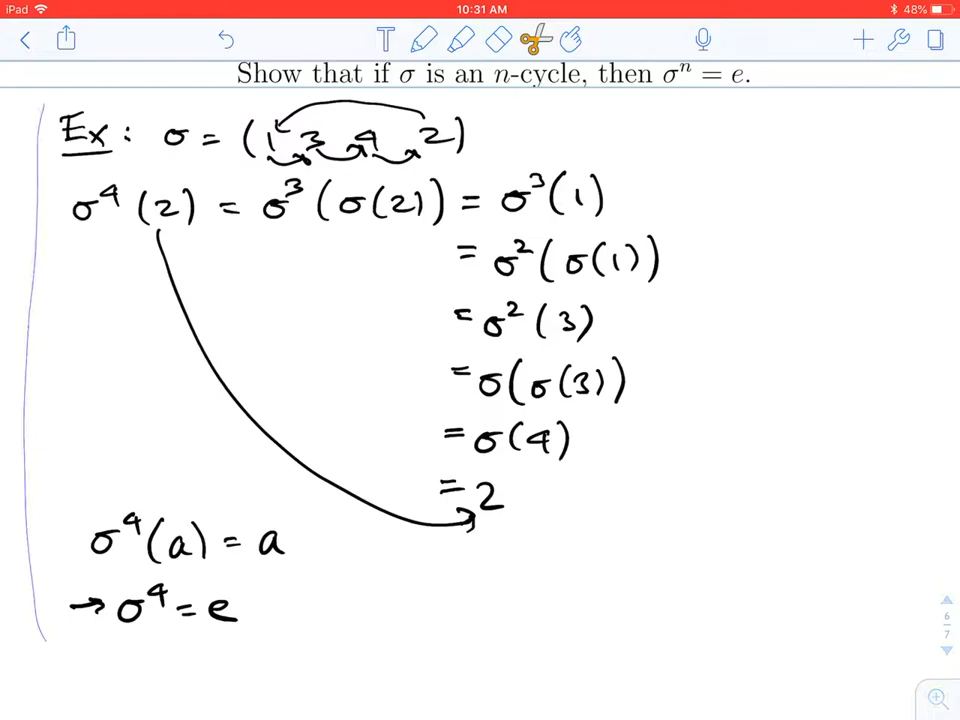 iPad 10:31 AM 48%
Show that if σ is an n-cycle, then σⁿ = e.
Ex: σ = (1 3 4 2)
σ⁴(2) = σ³(σ(2)) = σ³(1)
= σ²(σ(1))
= σ²(3)
= σ(σ(3))
= σ(4)
= 2
σ⁴(a) = a
→ σ⁴ = e
6
/
7